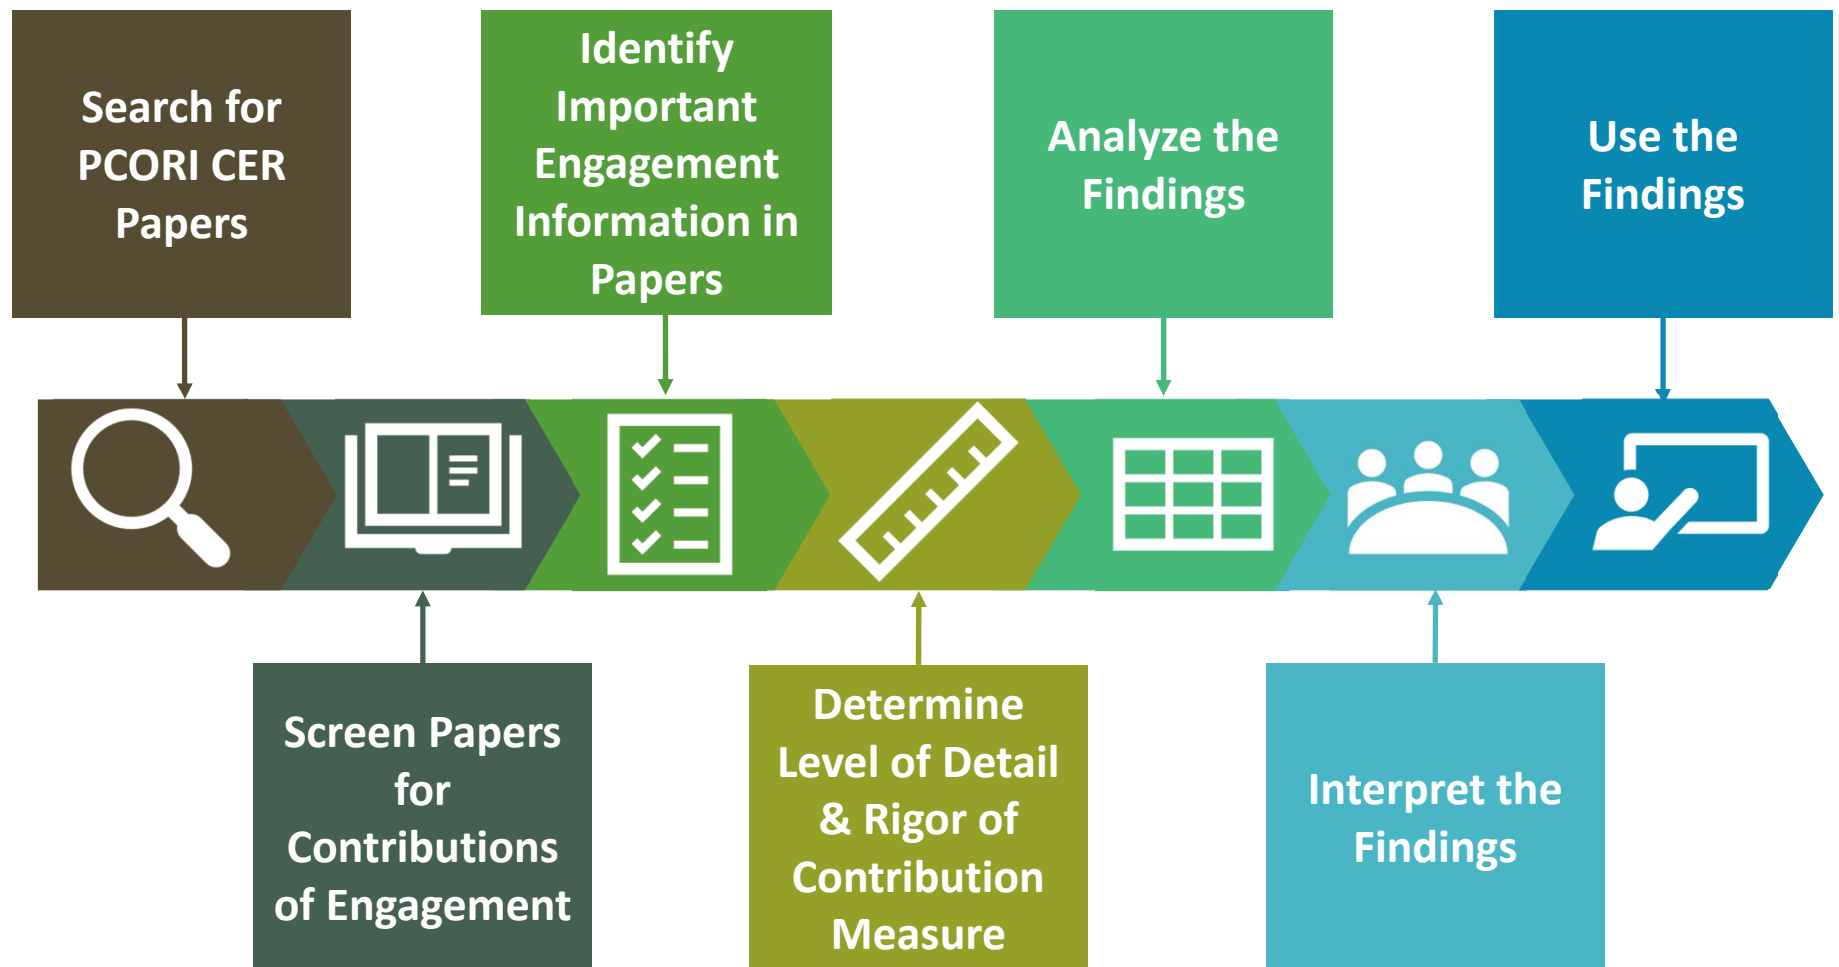 Search for
PCORI CER
Papers
Identify
Important
Engagement
Information in
Papers
Analyze the
Findings
Use the
Findings
Screen Papers
for
Contributions
of Engagement
Determine
Level of Detail
& Rigor of
Contribution
Measure
Interpret the
Findings